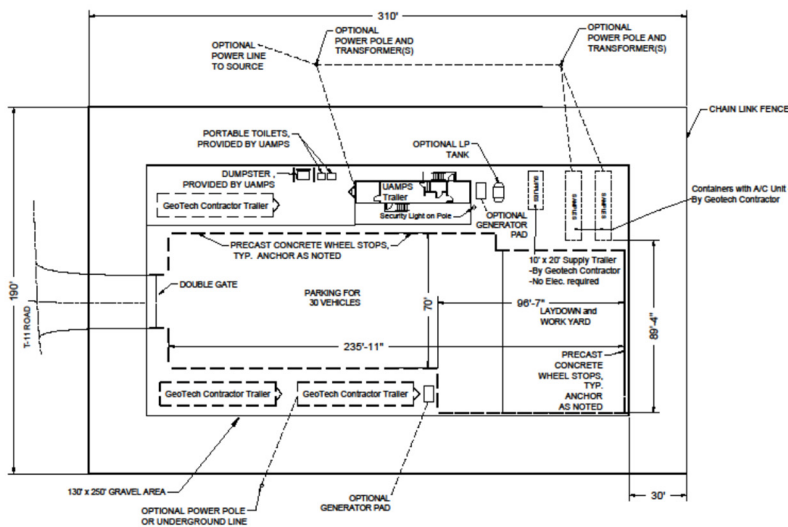 310'
OPTIONAL
POWER LINE
TO SOURCE
OPTIONAL
POWER POLE AND
TRANSFORMER(S)
OPTIONAL
POWER POLE AND
TRANSFORMER(S)
CHAIN LINK FENCE
PORTABLE TOILETS,
PROVIDED BY UAMPS
OPTIONAL LP
TANK
DUMPSTER ,
PROVIDED BY UAMPS
UAMPS
Trailer
SUPPLIES
SAMPLES
SAMPLES
Containers with A/C Unit
By Geotech Contractor
GeoTech Contractor Trailer
Security Light on Pole
OPTIONAL
GENERATOR
PAD
PRECAST CONCRETE WHEEL STOPS,
TYP. ANCHOR AS NOTED
10' x 20' Supply Trailer
-By Geotech Contractor
-No Elec. required
DOUBLE GATE
PARKING FOR
30 VEHICLES
70'
96'-7"
LAYDOWN and
WORK YARD
89'-4"
190'
T-11 ROAD
235'-11"
PRECAST
CONCRETE
WHEEL STOPS,
TYP.
ANCHOR
AS NOTED
GeoTech Contractor Trailer
GeoTech Contractor Trailer
130' x 250' GRAVEL AREA
OPTIONAL POWER POLE
OR UNDERGROUND LINE
OPTIONAL
GENERATOR PAD
30'